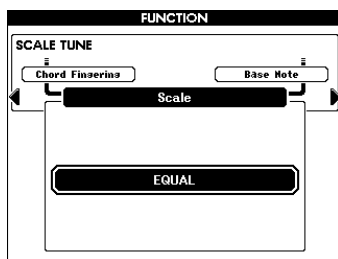 FUNCTION
SCALE TUNE
Chord Fingering
Base Note
Scale
EQUAL